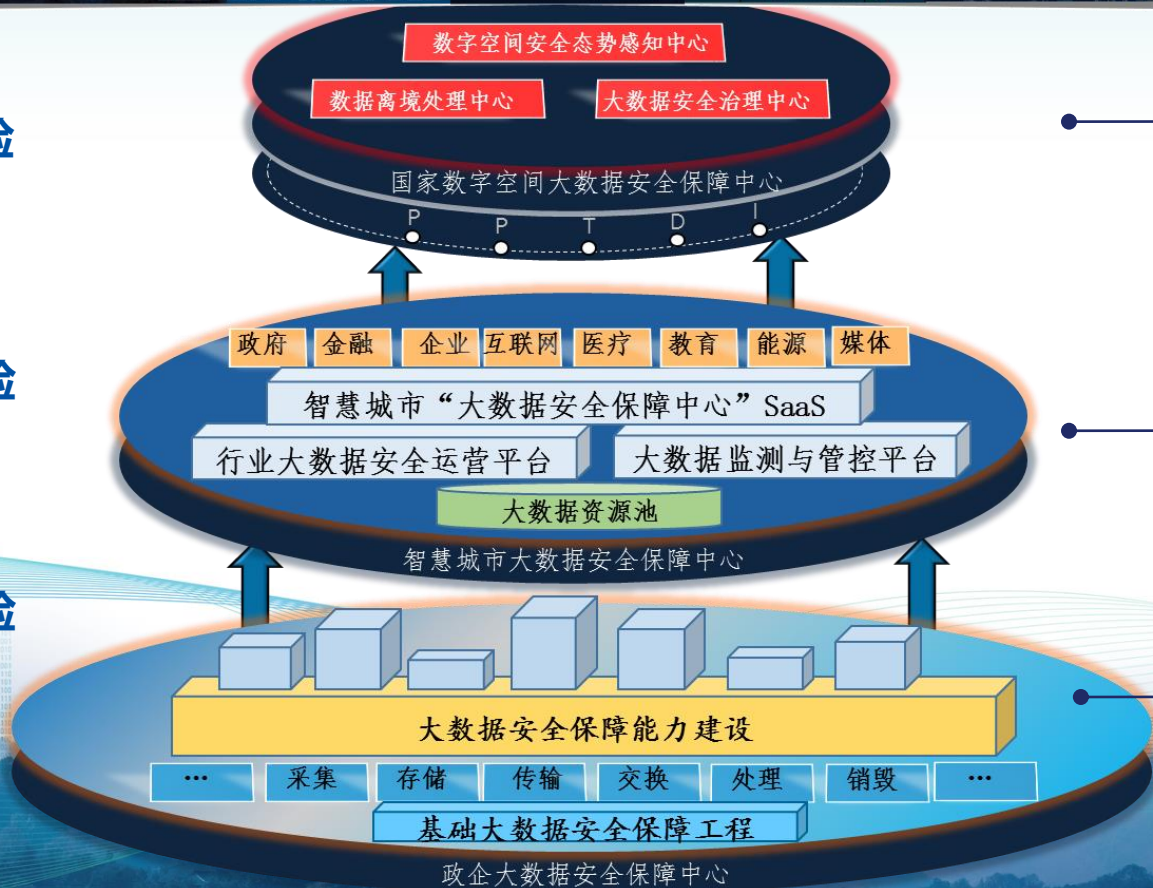 数字空间安全态势感知中心
数据离境处理中心 大数据安全治理中心
险
国家数字空间大数据安全保障中心
P P T D I
政府 金融 企业 互联网 医疗 教育 能源 媒体
险
智慧城市“大数据安全保障中心”SaaS
行业大数据安全运营平台 大数据监测与管控平台
大数据资源池
智慧城市大数据安全保障中心
险
大数据安全保障能力建设
… 采集 存储 传输 交换 处理 销毁 …
基础大数据安全保障工程
政企大数据安全保障中心